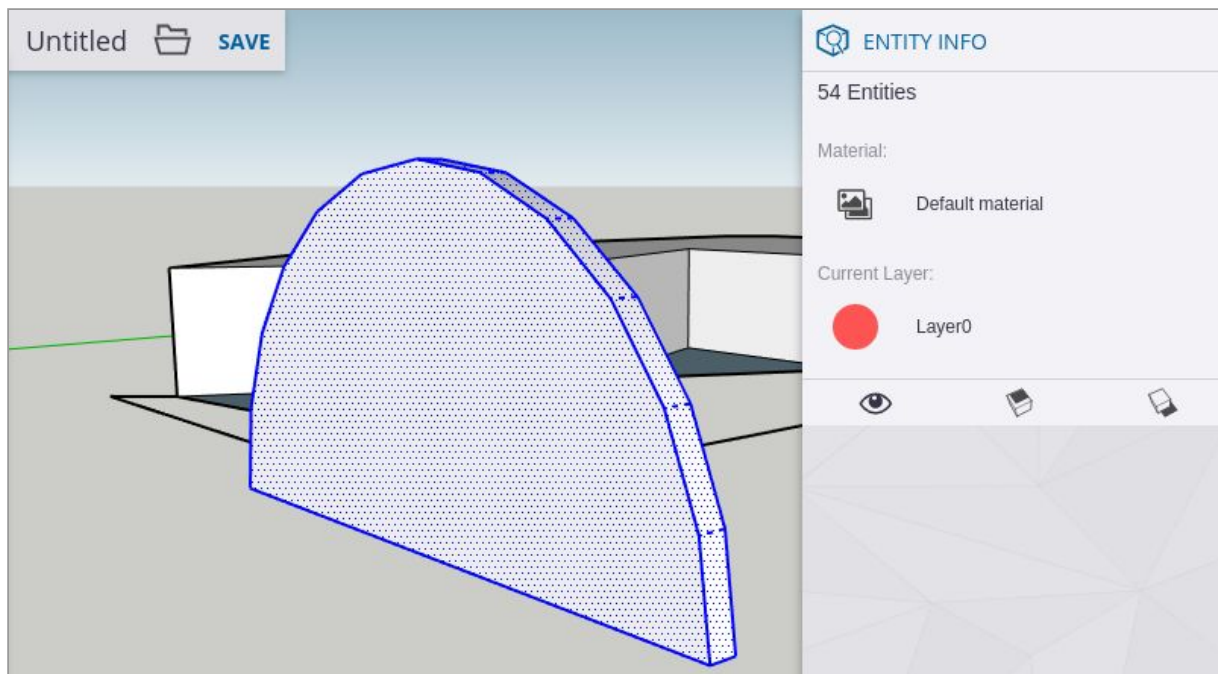 Untitled SAVE
ENTITY INFO
54 Entities
Material:
Default material
Current Layer:
Layer0